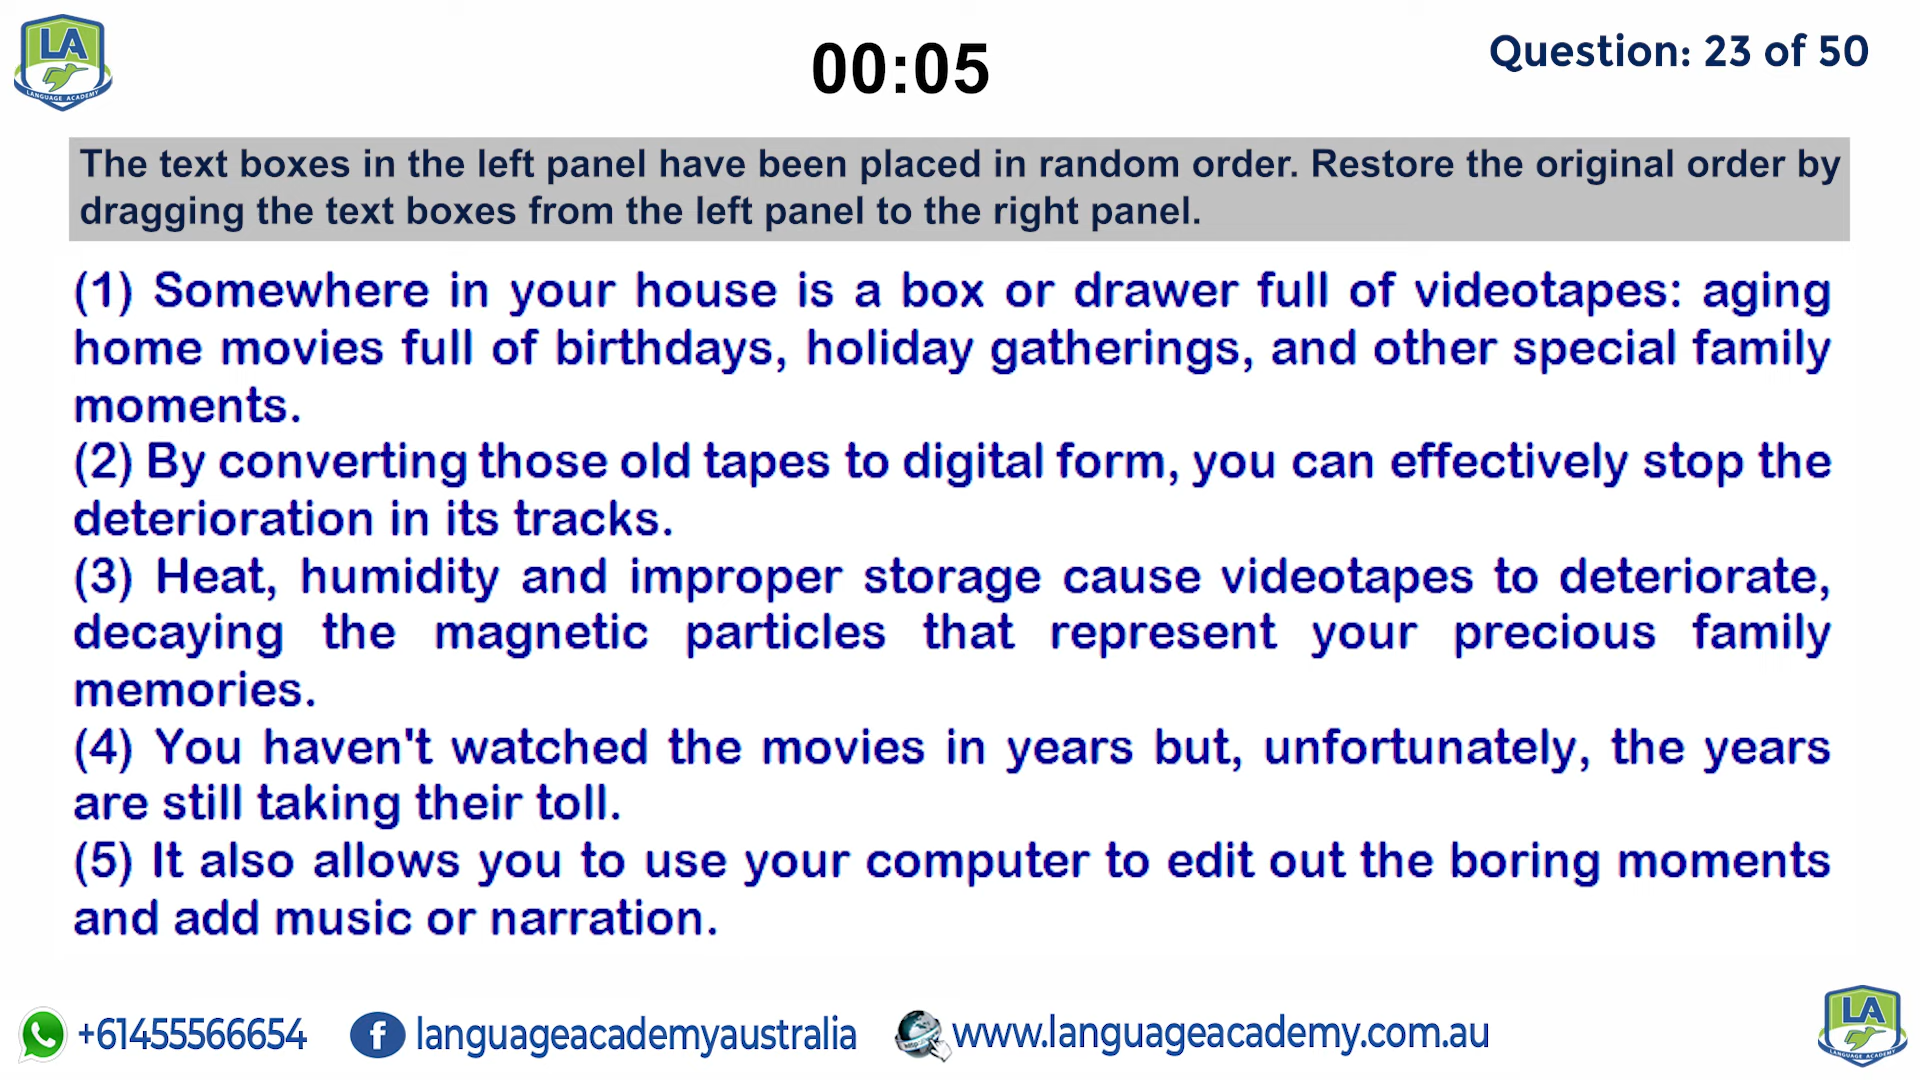 LA
LANGUAGE ACADEMY
00:05
Question: 23 of 50
The text boxes in the left panel have been placed in random order. Restore the original order by
dragging the text boxes from the left panel to the right panel.
(1) Somewhere in your house is a box or drawer full of videotapes: aging
home movies full of birthdays, holiday gatherings, and other special family
moments.
(2) By converting those old tapes to digital form, you can effectively stop the
deterioration in its tracks.
(3) Heat, humidity and improper storage cause videotapes to deteriorate,
decaying the magnetic particles that represent your precious family
memories.
(4) You haven't watched the movies in years but, unfortunately, the years
are still taking their toll.
(5) It also allows you to use your computer to edit out the boring moments
and add music or narration.
+61455566654
f languageacademyaustralia
www.languageacademy.com.au
LA
LANGUAGE ACADEMY